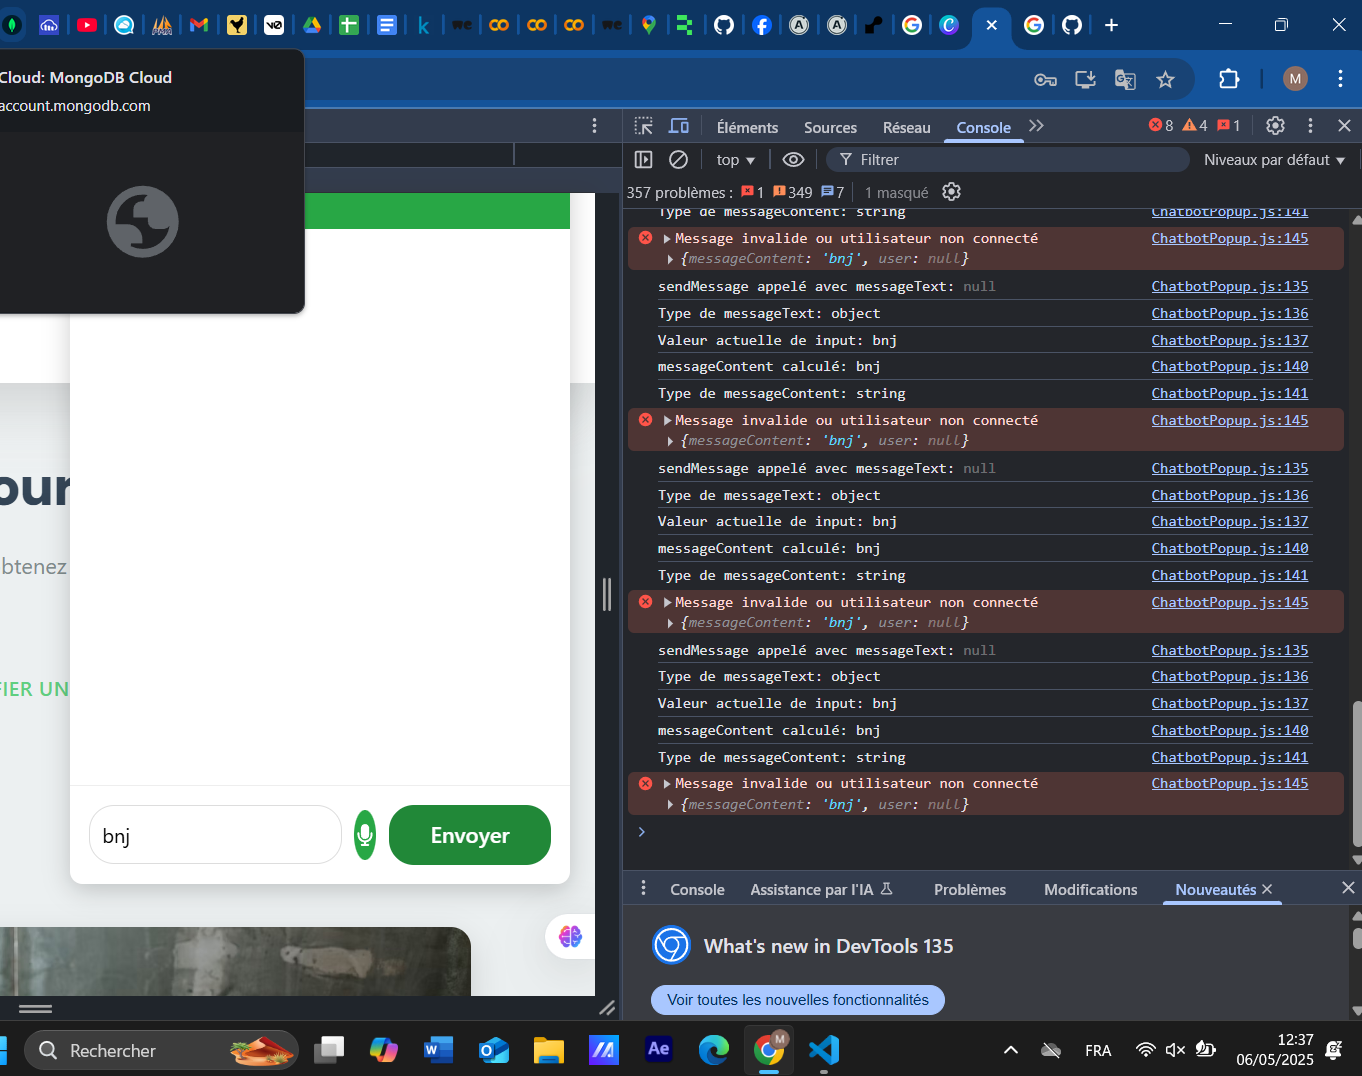 Cloud: MongoDB Cloud
account.mongodb.com
M
Éléments
Sources
Réseau
Console
8
4
1
top
Filtrer
Niveaux par défaut
357 problèmes :
1
349
7
1 masqué
Type de messageContent: string ChatbotPopup.js:141
Message invalide ou utilisateur non connecté ChatbotPopup.js:145
{messageContent: 'bnj', user: null}
sendMessage appelé avec messageText: null ChatbotPopup.js:135
Type de messageText: object ChatbotPopup.js:136
Valeur actuelle de input: bnj ChatbotPopup.js:137
messageContent calculé: bnj ChatbotPopup.js:140
Type de messageContent: string ChatbotPopup.js:141
Message invalide ou utilisateur non connecté ChatbotPopup.js:145
{messageContent: 'bnj', user: null}
sendMessage appelé avec messageText: null ChatbotPopup.js:135
Type de messageText: object ChatbotPopup.js:136
Valeur actuelle de input: bnj ChatbotPopup.js:137
messageContent calculé: bnj ChatbotPopup.js:140
Type de messageContent: string ChatbotPopup.js:141
Message invalide ou utilisateur non connecté ChatbotPopup.js:145
{messageContent: 'bnj', user: null}
sendMessage appelé avec messageText: null ChatbotPopup.js:135
Type de messageText: object ChatbotPopup.js:136
Valeur actuelle de input: bnj ChatbotPopup.js:137
messageContent calculé: bnj ChatbotPopup.js:140
Type de messageContent: string ChatbotPopup.js:141
Message invalide ou utilisateur non connecté ChatbotPopup.js:145
{messageContent: 'bnj', user: null}
our
btenez
FIER UN
bnj
Envoyer
Console
Assistance par l'IA
Problèmes
Modifications
Nouveautés
What's new in DevTools 135
Voir toutes les nouvelles fonctionnalités
Rechercher
FRA
12:37
06/05/2025